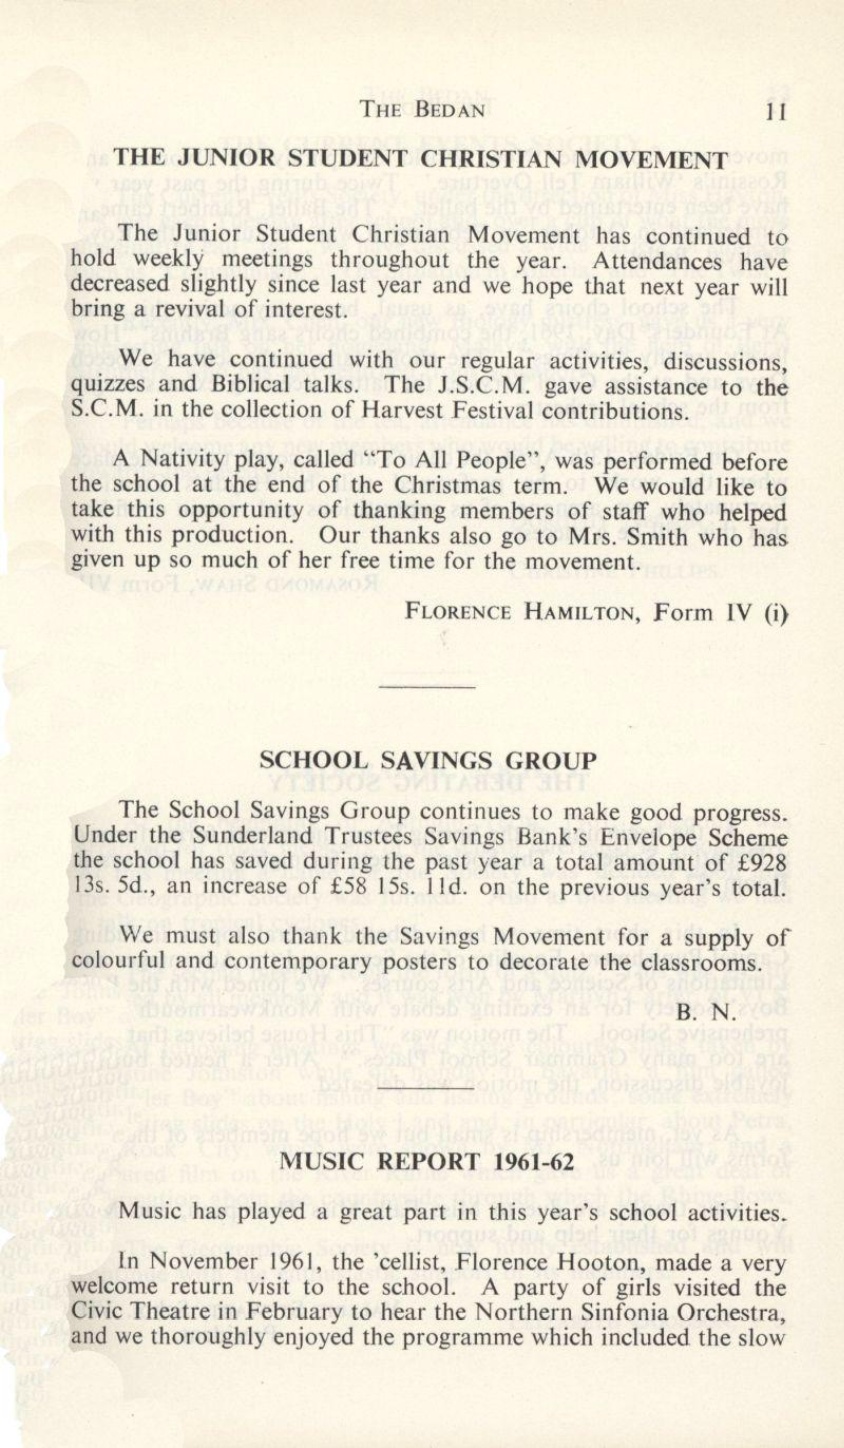 THE BEDAN 11
THE JUNIOR STUDENT CHRISTIAN MOVEMENT
The Junior Student Christian Movement has continued to
hold weekly meetings throughout the year. Attendances have
decreased slightly since last year and we hope that next year will
bring a revival of interest.
We have continued with our regular activities, discussions,
quizzes and Biblical talks. The J.S.C.M. gave assistance to the
S.C.M. in the collection of Harvest Festival contributions.
A Nativity play, called “To All People”, was performed before
the school at the end of the Christmas term. We would like to
take this opportunity of thanking members of staff who helped
with this production. Our thanks also go to Mrs. Smith who has
given up so much of her free time for the movement.
FLORENCE HAMILTON, Form IV (i)
SCHOOL SAVINGS GROUP
The School Savings Group continues to make good progress.
Under the Sunderland Trustees Savings Bank's Envelope Scheme
the school has saved during the past year a total amount of £928
13s. 5d., an increase of £58 15s. 11d. on the previous year's total.
We must also thank the Savings Movement for a supply of
colourful and contemporary posters to decorate the classrooms.
B. N.
MUSIC REPORT 1961-62
Music has played a great part in this year's school activities.
In November 1961, the 'cellist, Florence Hooton, made a very
welcome return visit to the school. A party of girls visited the
Civic Theatre in February to hear the Northern Sinfonia Orchestra,
and we thoroughly enjoyed the programme which included the slow